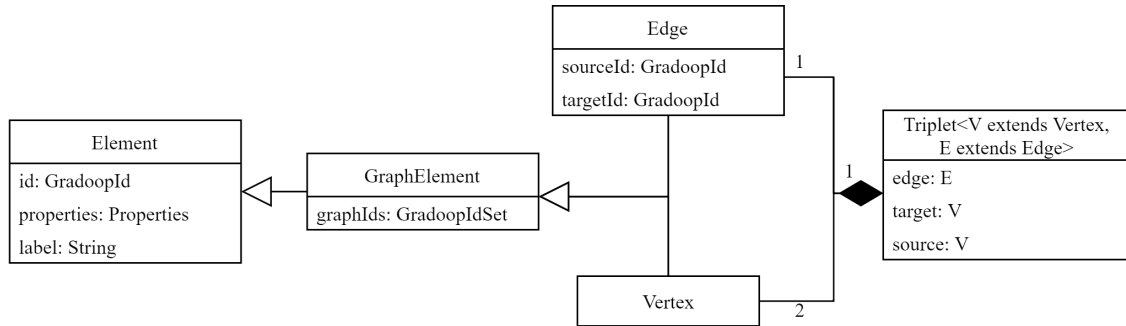 Element
id: GradoopId
properties: Properties
label: String
GraphElement
graphIds: GradoopIdSet
Edge
sourceId: GradoopId
targetId: GradoopId
Vertex
1
2
1
Triplet<V extends Vertex,
E extends Edge>
edge: E
target: V
source: V